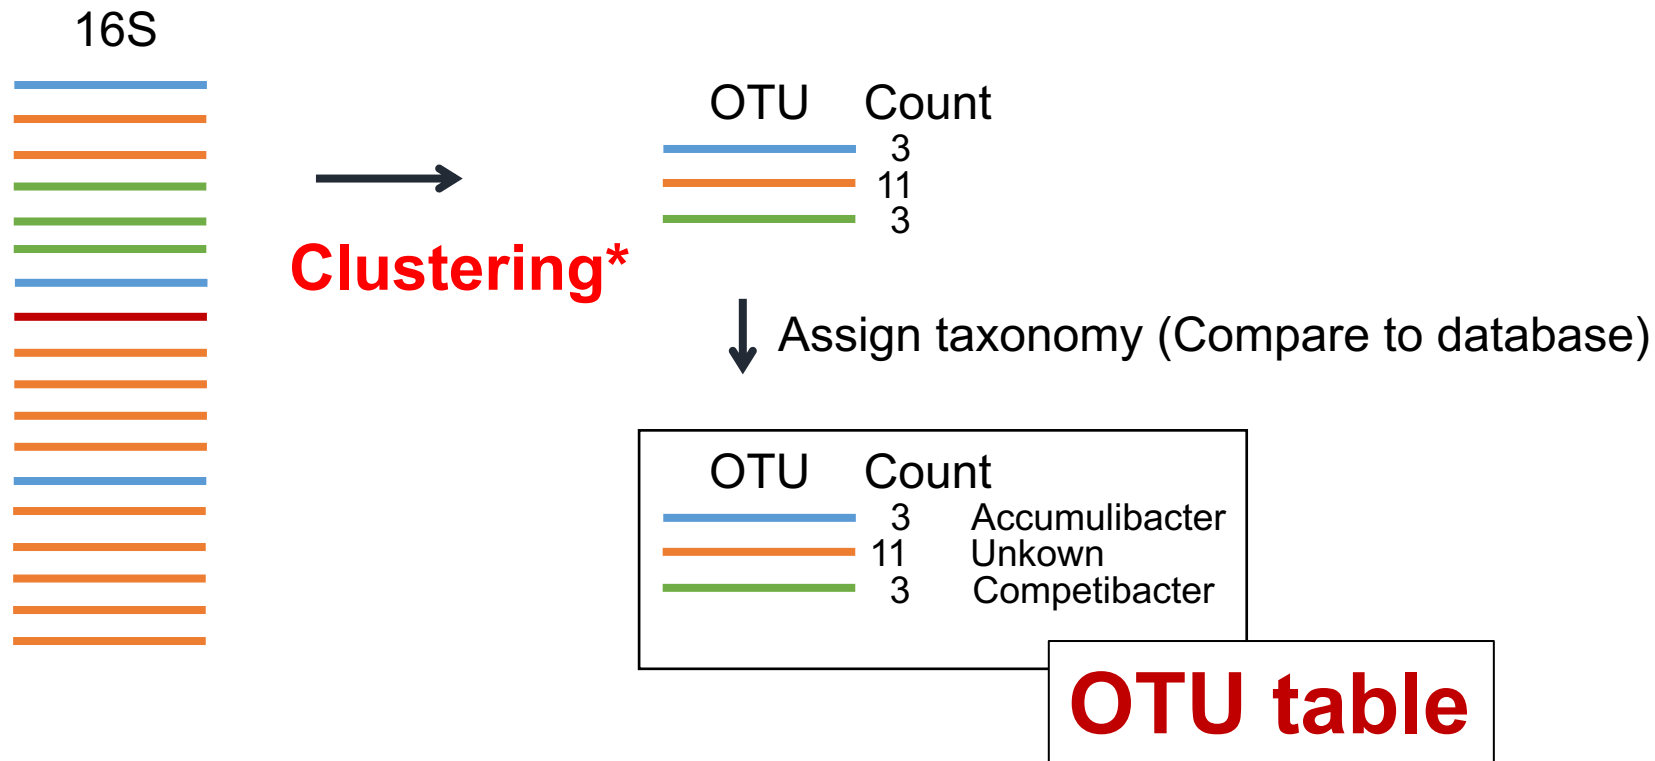 16S
Clustering*
OTU Count
3
11
3
Assign taxonomy (Compare to database)
OTU Count
3 Accumulibacter
11 Unkown
3 Competibacter
OTU table